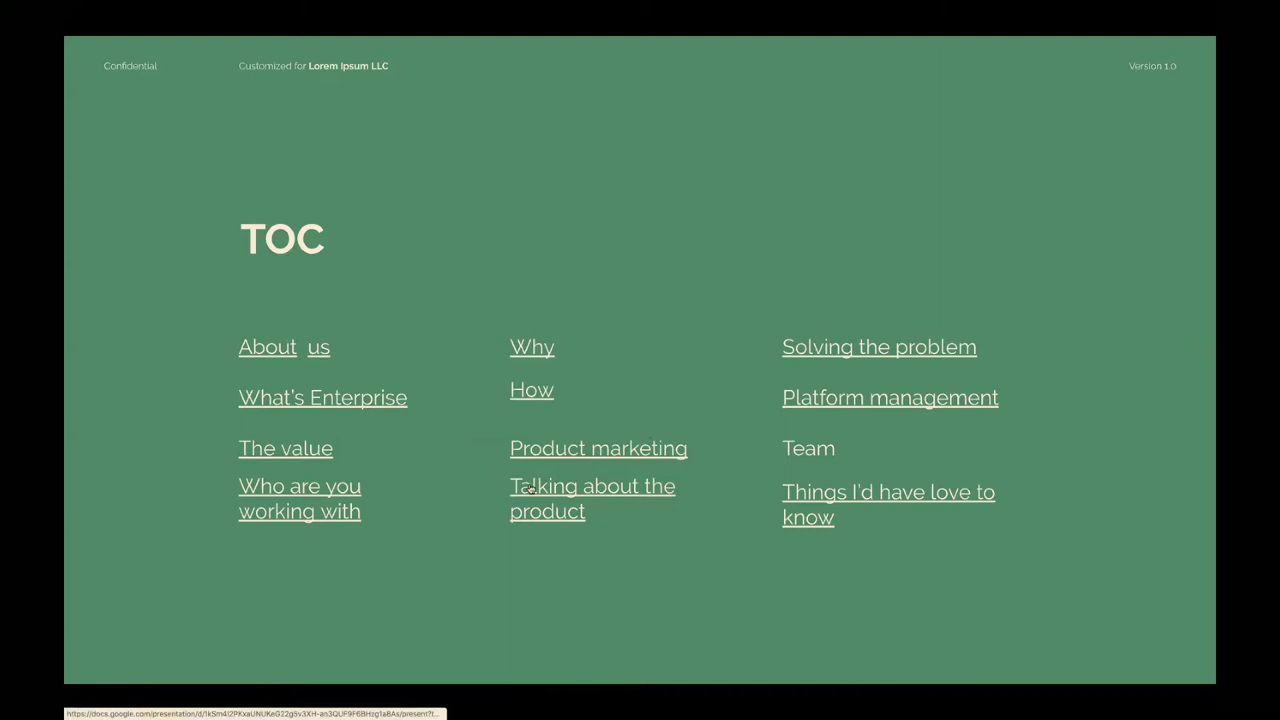 Confidential
Customized for Lorem Ipsum LLC
Version 1.0
TOC
About us
What's Enterprise
The value
Who are you
working with
Why
How
Product marketing
Talking about the
product
Solving the problem
Platform management
Team
Things I'd have love to
know